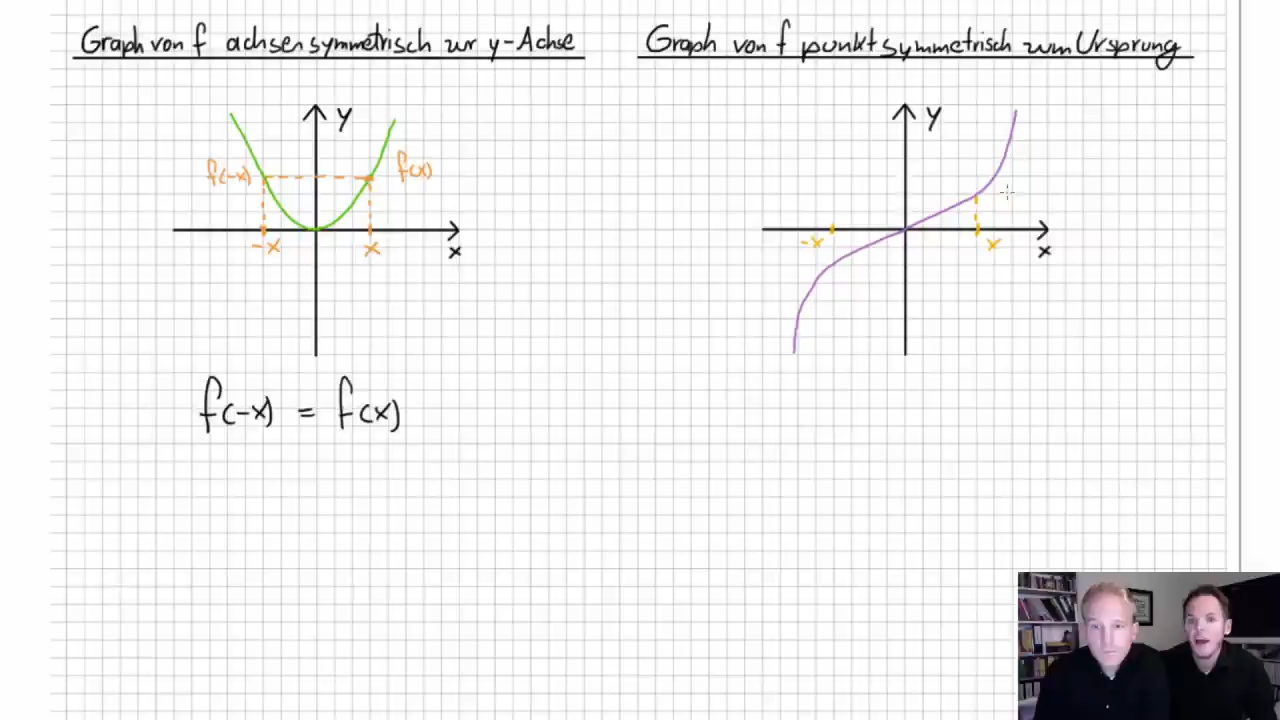 Graph von f achsensymmetrisch zur y-Achse
y
f(-x)
f(x)
-x
x
x
f(-x) = f(x)
Graph von f punktsymmetrisch zum Ursprung
y
-x
x
x